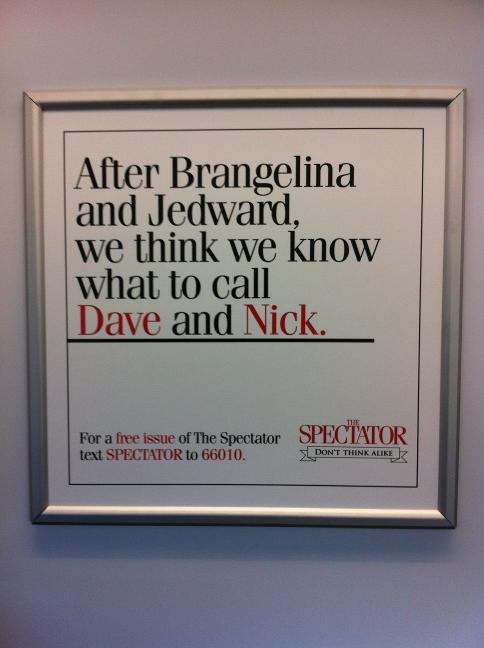 After Brangelina
and Jedward,
we think we know
what to call
Dave and Nick.
For a free issue of The Spectator
text SPECTATOR to 66010.
THE
SPECTATOR
DON'T THINK ALIKE